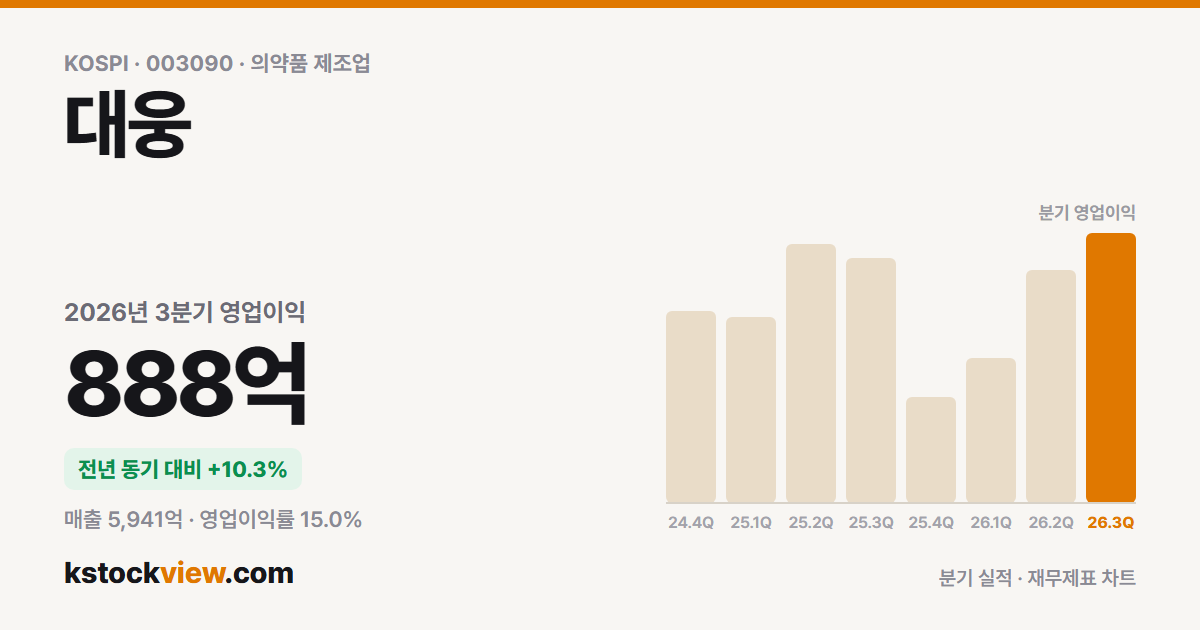 KOSPI · 003090 · 의약품 제조업
대웅
분기 영업이익
2026년 3분기 영업이익
888억
전년 동기 대비 +10.3%
매출 5,941억 · 영업이익률 15.0%
24.4Q 25.1Q 25.2Q 25.3Q 25.4Q 26.1Q 26.2Q 26.3Q
kstockview.com
분기 실적 · 재무제표 차트